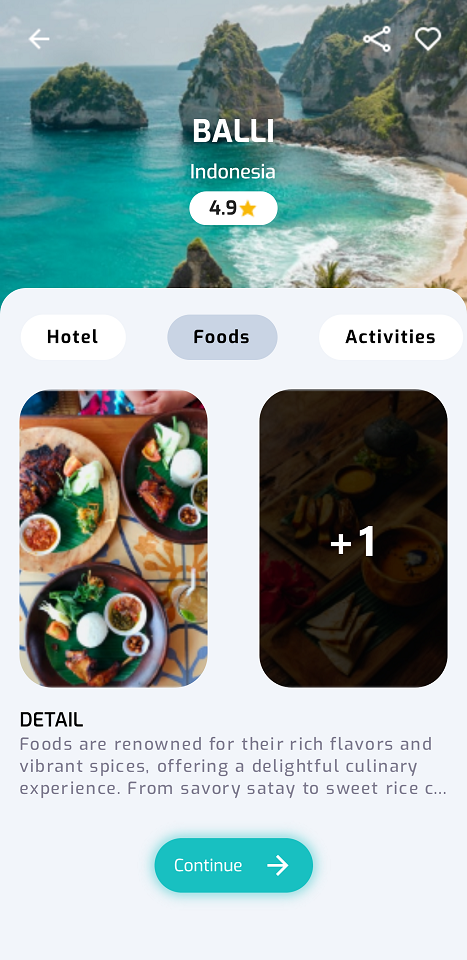 BALLI
Indonesia
4.9
Hotel
Foods
Activities
+1
DETAIL
Foods are renowned for their rich flavors and
vibrant spices, offering a delightful culinary
experience. From savory satay to sweet rice c...
Continue